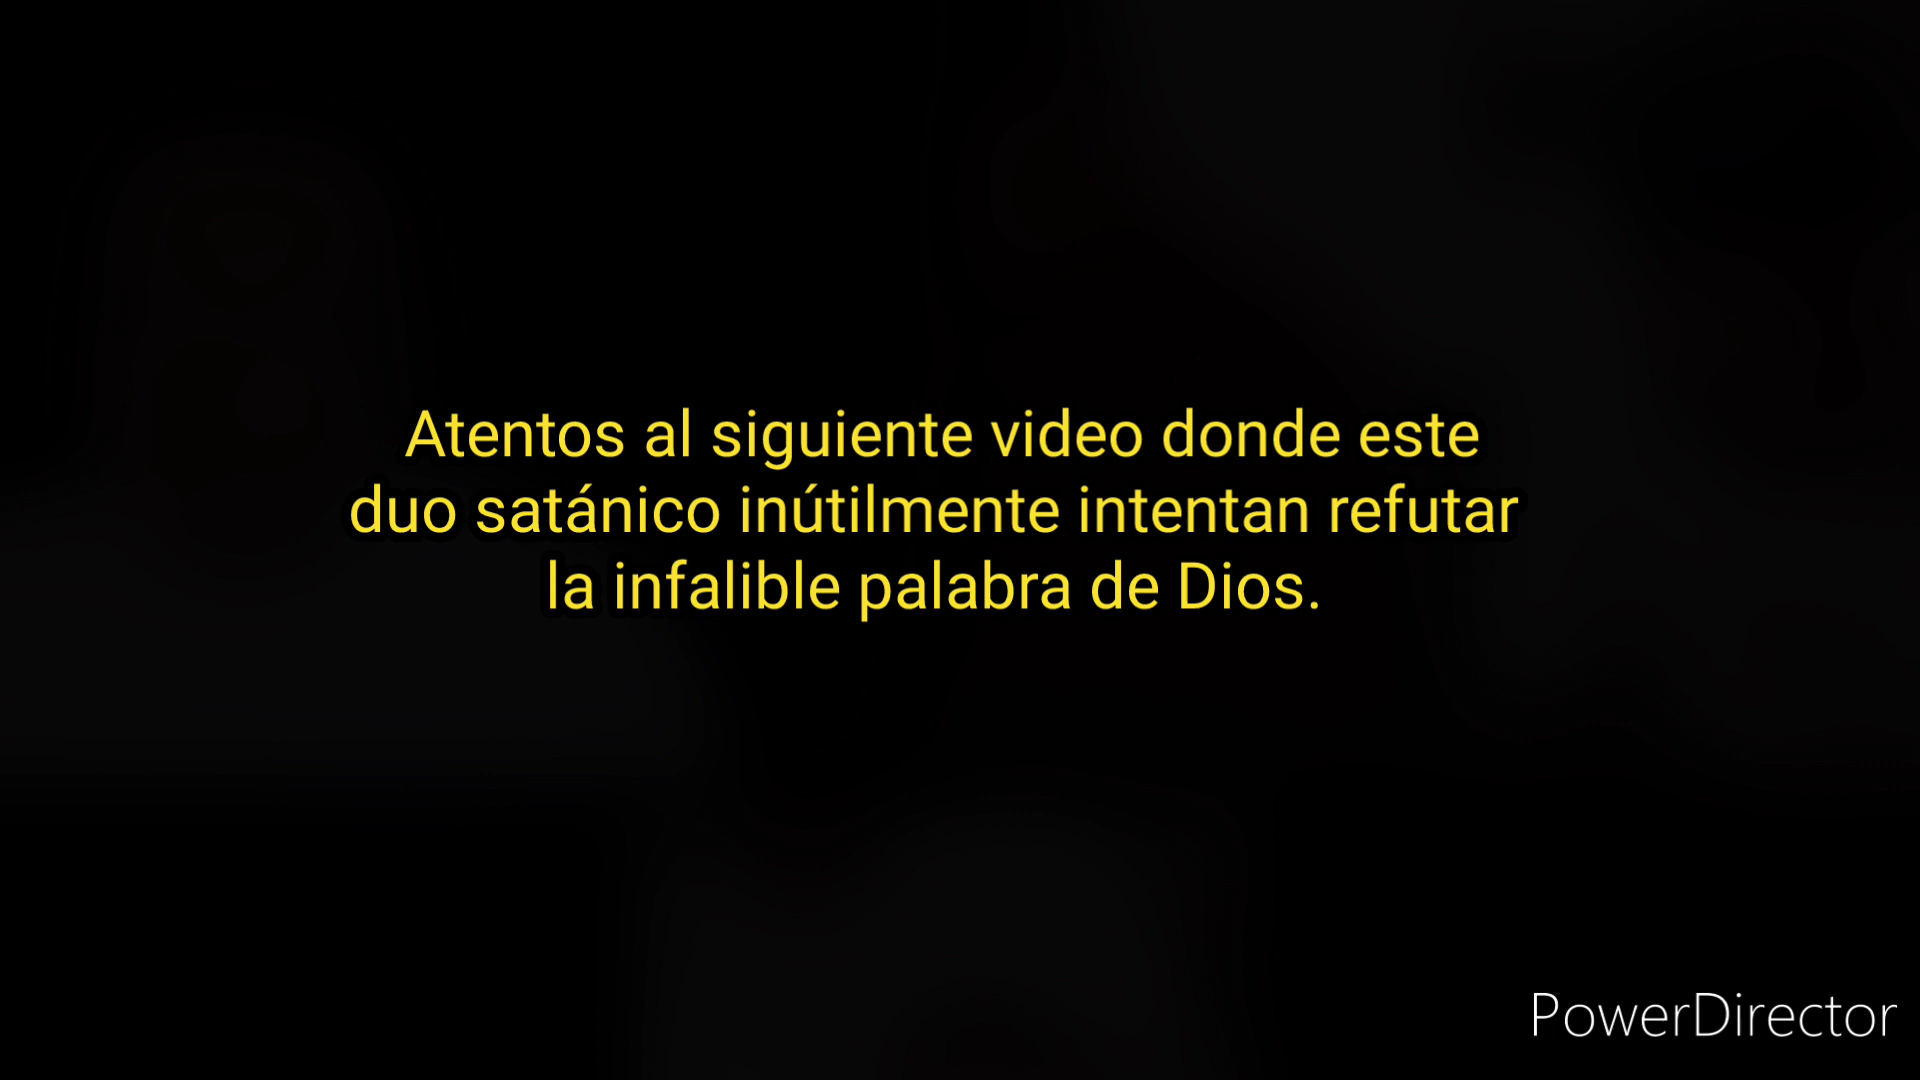 Atentos al siguiente video donde este
duo satánico inútilmente intentan refutar
la infalible palabra de Dios.
PowerDirector